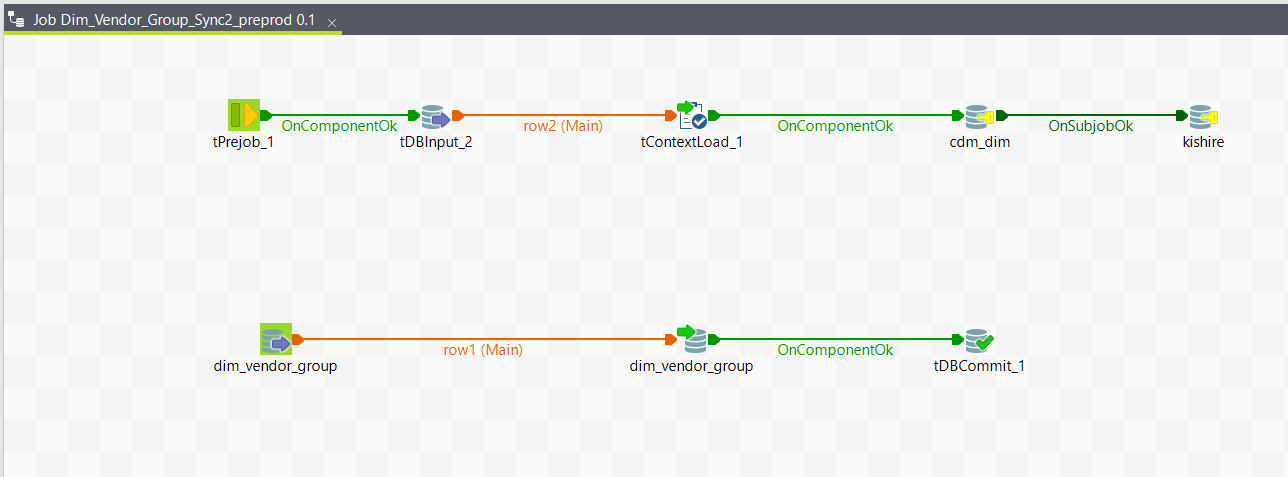 Job Dim_Vendor_Group_Sync2_preprod 0.1
OnComponentOk
row2 (Main)
OnComponentOk
OnSubjobOk
tPrejob_1
tDBInput_2
tContextLoad_1
cdm_dim
kishire
row1 (Main)
OnComponentOk
dim_vendor_group
dim_vendor_group
tDBCommit_1